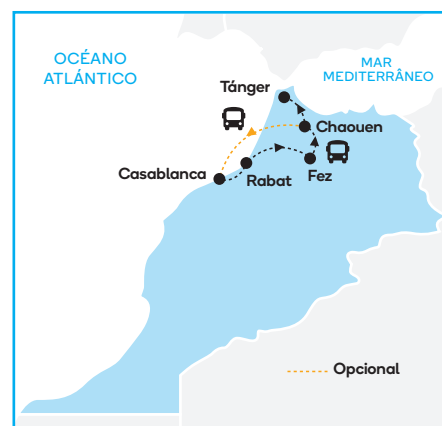 OCÉANO
ATLÁNTICO
MAR
MEDITERRÂNEO
Tánger
Chaouen
Casablanca
Rabat
Fez
Opcional